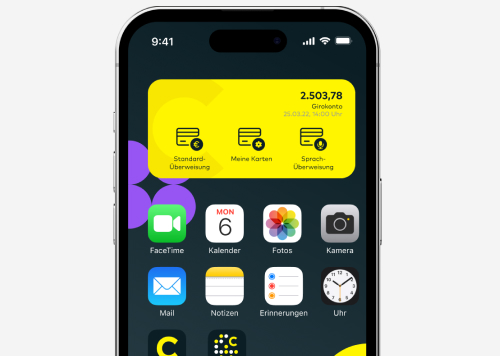 9:41
2.503,78
Girokonto
25.03.22, 14:00 Uhr
Standard-
Überweisung
Meine Karten
Sprach-
Überweisung
MON
6
FaceTime
Kalender
Fotos
Kamera
Mail
Notizen
Erinnerungen
Uhr